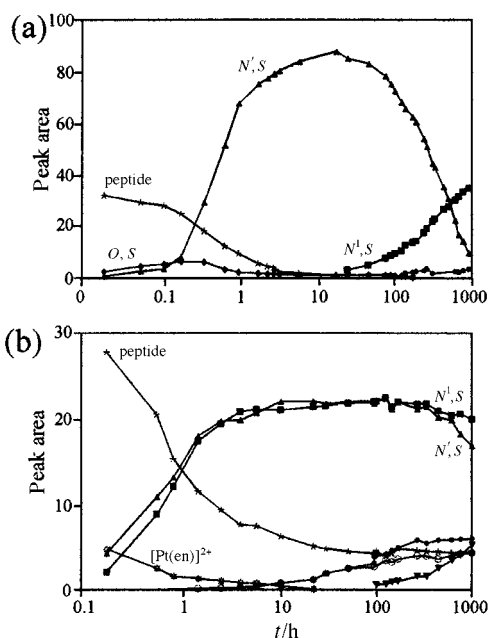 (a)
100
80
60
40
20
0
Peak area
N′,S
peptide
O, S
N¹,S
0
0.1
1
10
100
1000
(b)
30
20
10
0
Peak area
peptide
N¹,S
N′,S
[Pt(en)]²⁺
0.1
1
10
100
1000
t/h